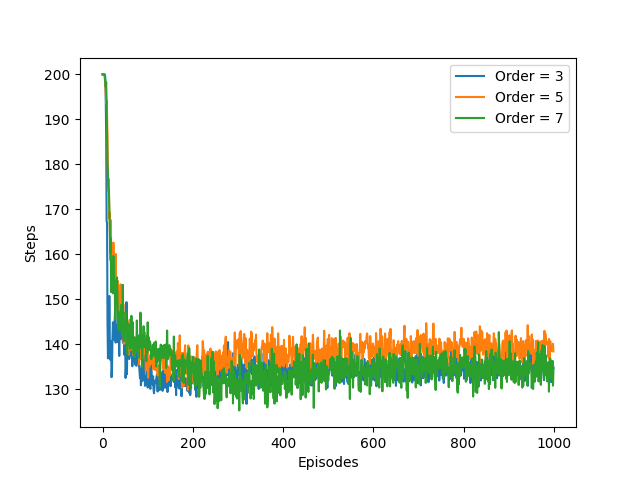 Order = 3
Order = 5
Order = 7
200
190
180
170
160
150
140
130
Steps
0
200
400
600
800
1000
Episodes